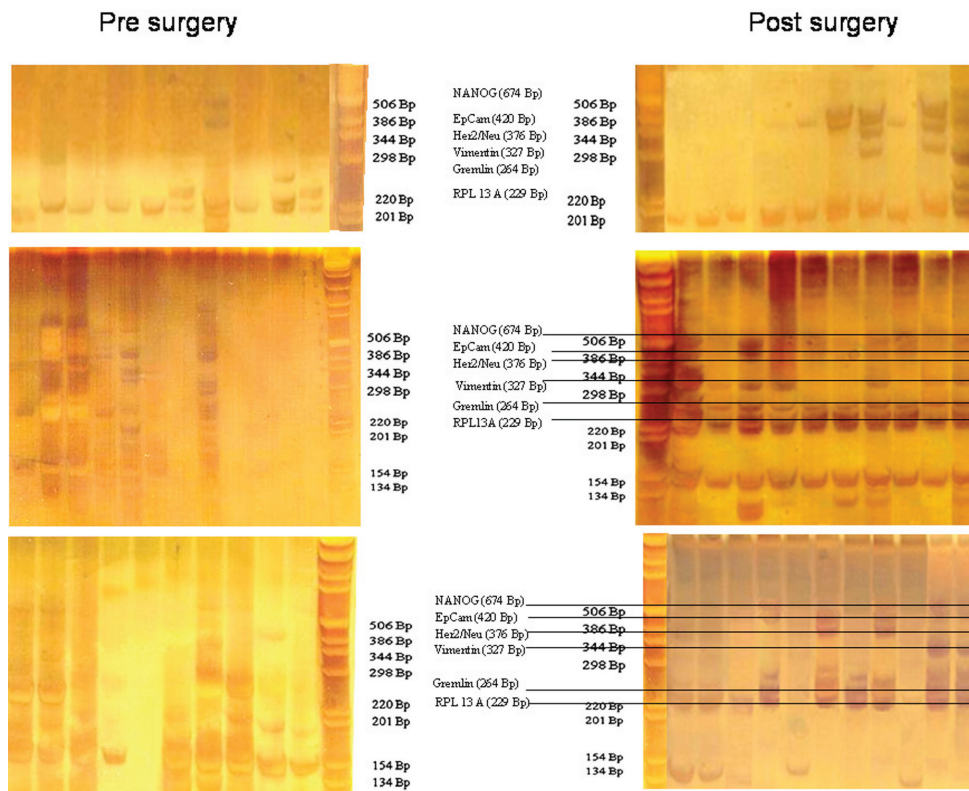 Pre surgery
Post surgery
506 Bp
386 Bp
344 Bp
298 Bp
220 Bp
201 Bp
NANOG (674 Bp)
EpCam (420 Bp)
Her2/Neu (376 Bp)
Vimentin (327 Bp)
Gremlin (264 Bp)
RPL 13 A (229 Bp)
506 Bp
386 Bp
344 Bp
298 Bp
220 Bp
201 Bp
506 Bp
386 Bp
344 Bp
298 Bp
220 Bp
201 Bp
154 Bp
134 Bp
NANOG (674 Bp)
EpCam (420 Bp)
Her2/Neu (376 Bp)
Vimentin (327 Bp)
Gremlin (264 Bp)
RPL13A (229 Bp)
506 Bp
386 Bp
344 Bp
298 Bp
220 Bp
201 Bp
154 Bp
134 Bp
506 Bp
386 Bp
344 Bp
298 Bp
220 Bp
201 Bp
154 Bp
134 Bp
NANOG (674 Bp)
EpCam (420 Bp)
Her2/Neu (376 Bp)
Vimentin (327 Bp)
Gremlin (264 Bp)
RPL 13 A (229 Bp)
506 Bp
386 Bp
344 Bp
298 Bp
220 Bp
201 Bp
154 Bp
134 Bp